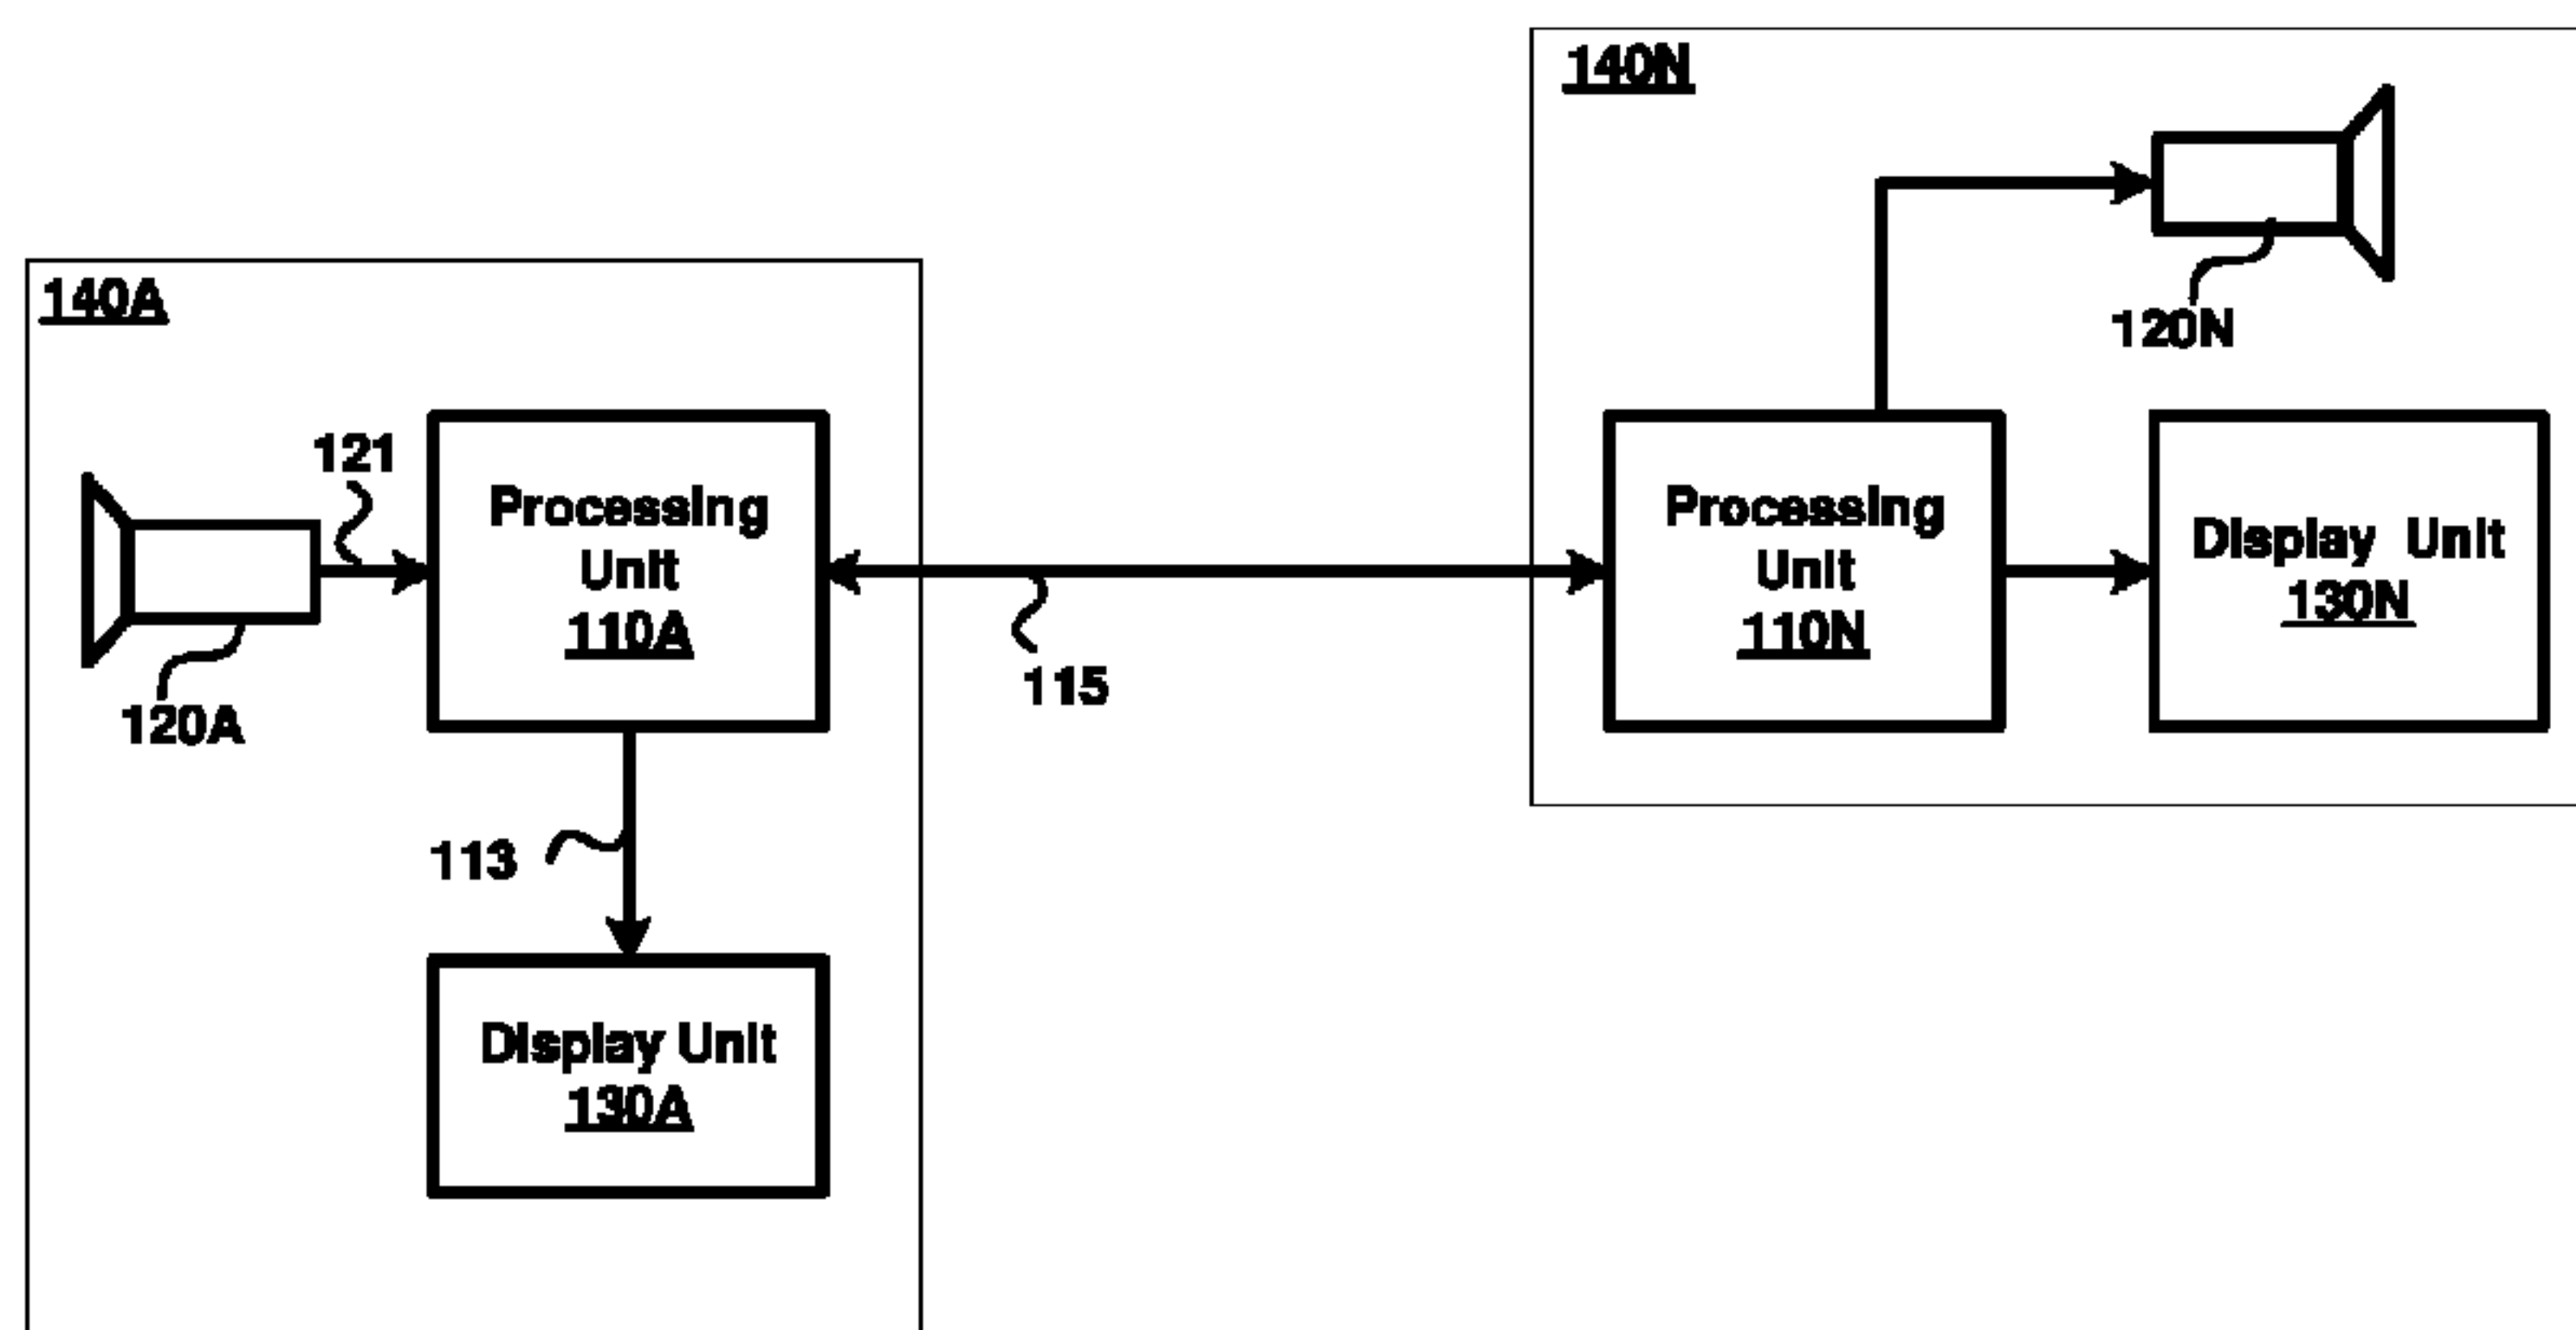 140N
120N
140A
121
Processing
Unit
110A
120A
115
Processing
Unit
110N
Display Unit
130N
113
Display Unit
130A